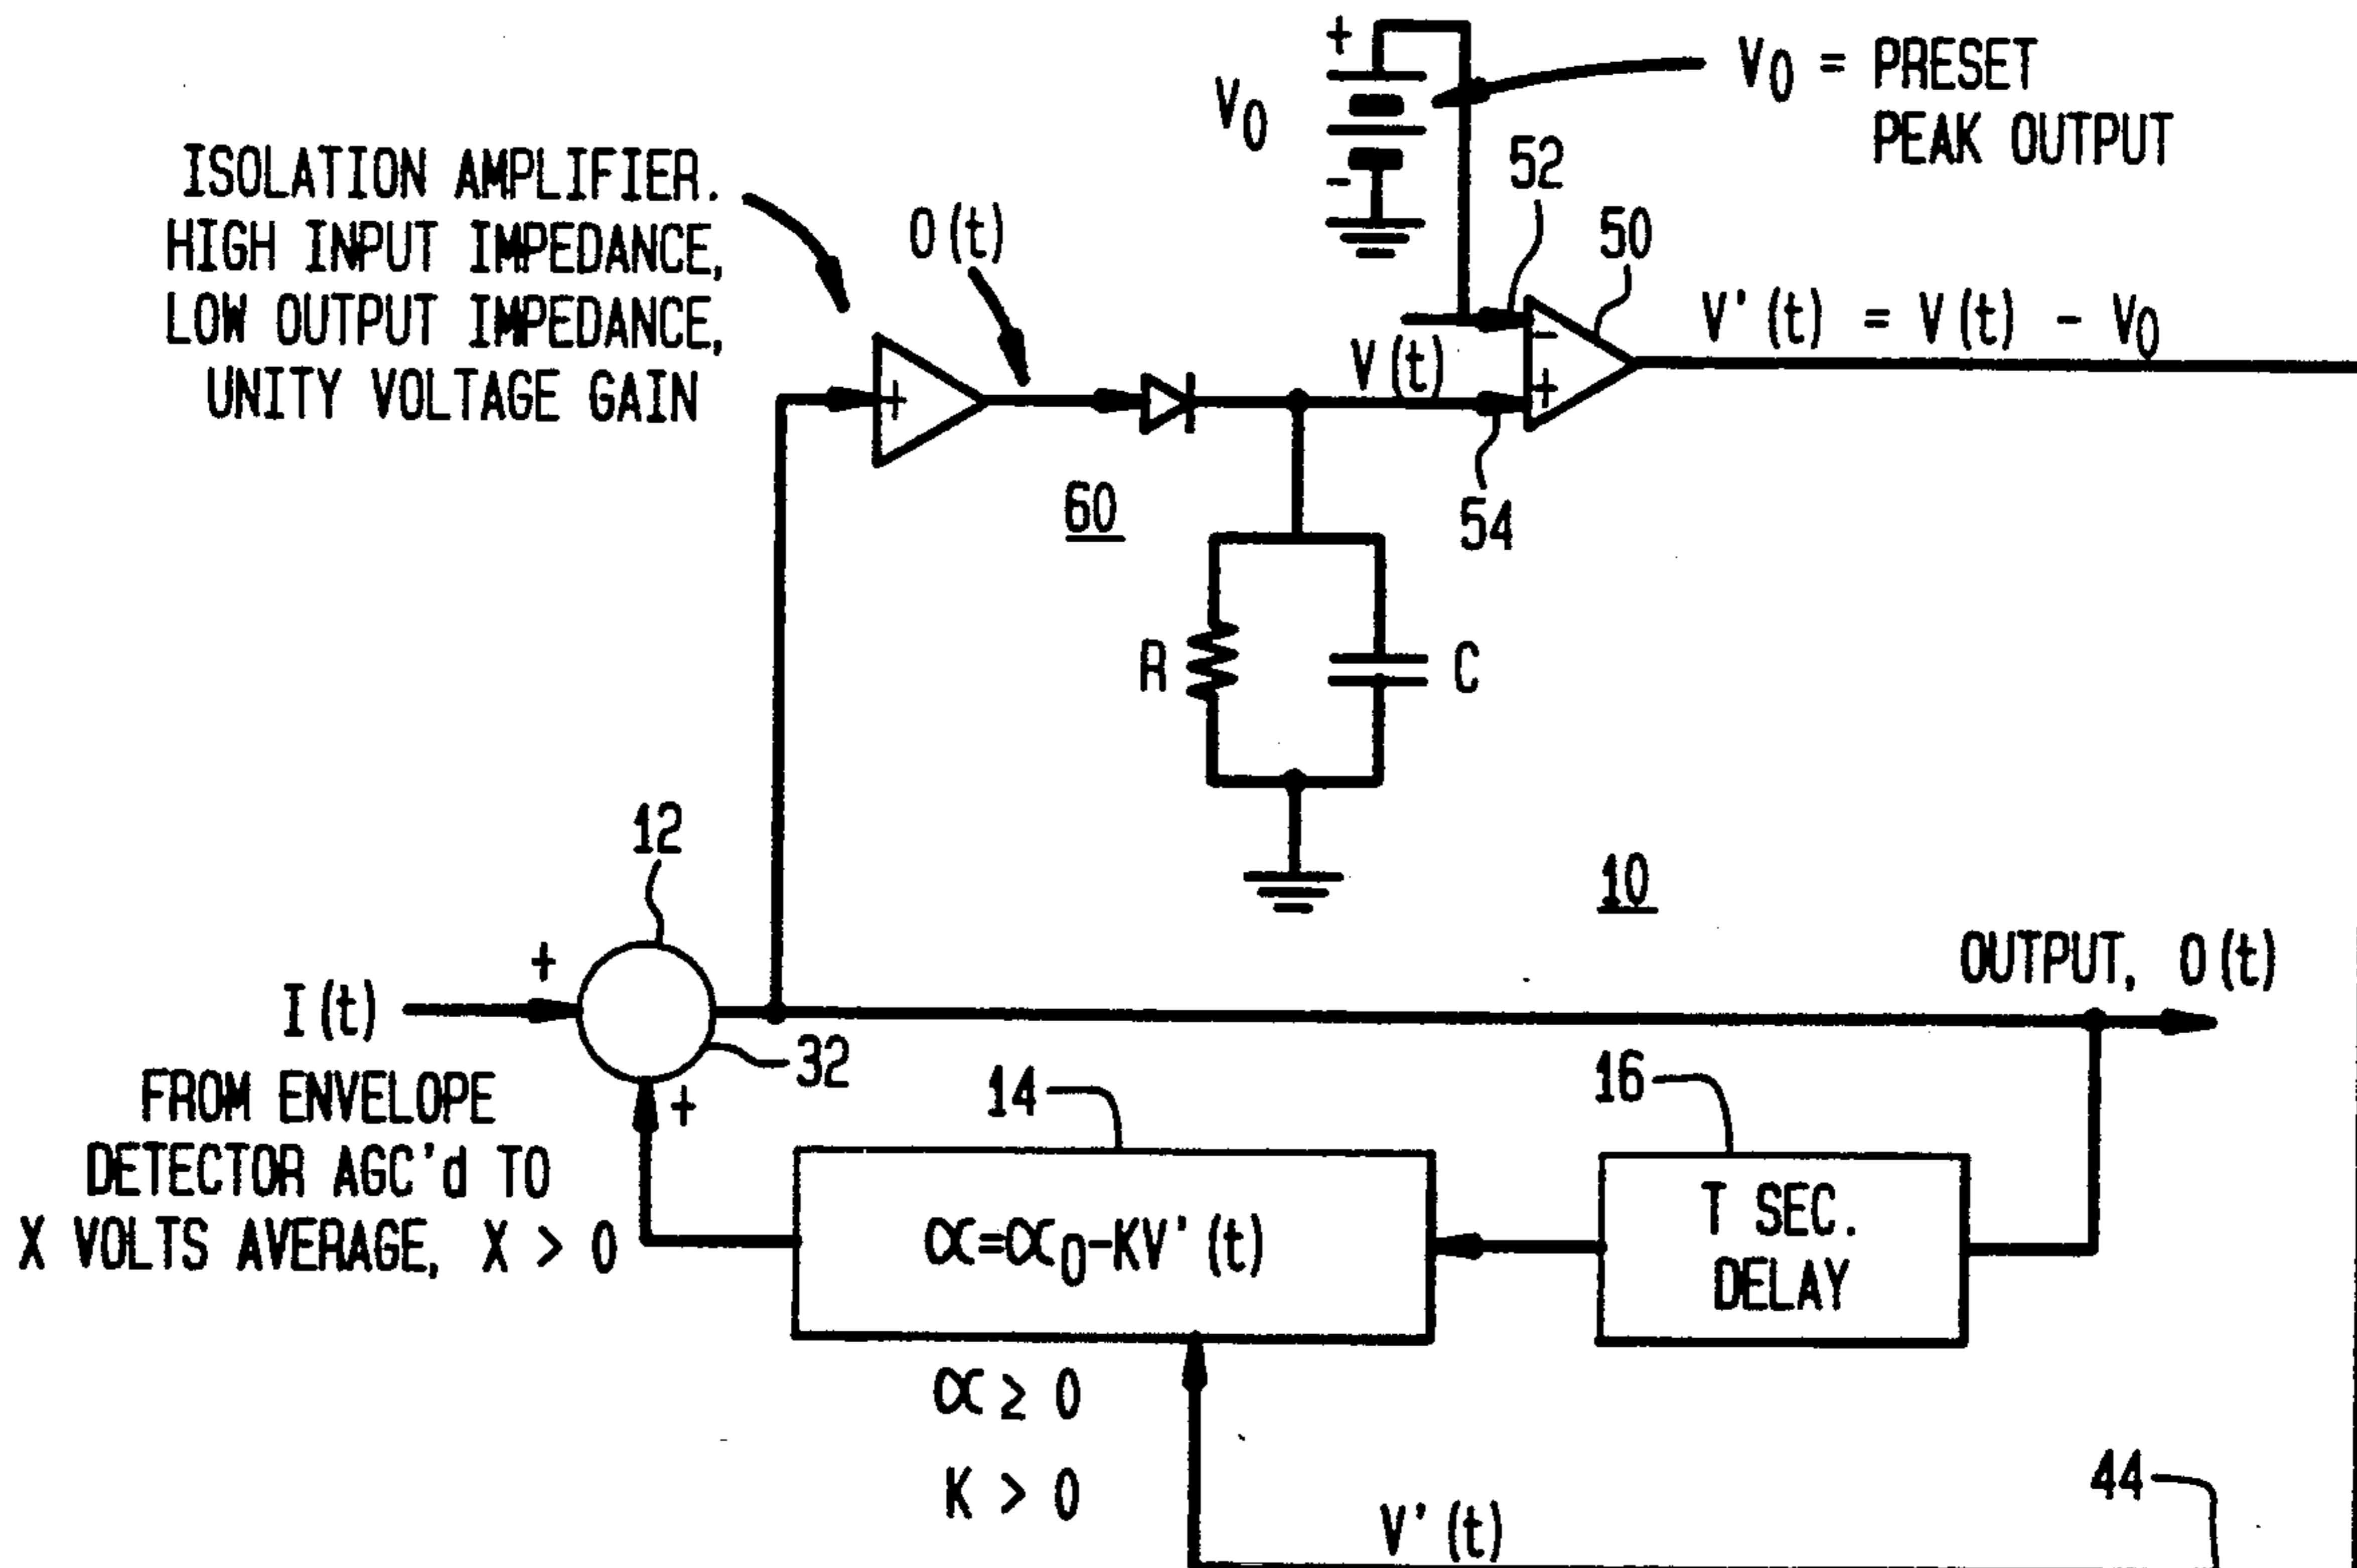 +
V0
-
V0 = PRESET
PEAK OUTPUT
ISOLATION AMPLIFIER.
HIGH INPUT IMPEDANCE,
LOW OUTPUT IMPEDANCE,
UNITY VOLTAGE GAIN
O(t)
52
50
V'(t) = V(t) - V0
V(t)
-
+
+
60
54
R
C
12
10
+
I(t)
32
OUTPUT, O(t)
FROM ENVELOPE
DETECTOR AGC'd TO
X VOLTS AVERAGE, X > 0
+
14
16
∝=∝0-KV'(t)
T SEC.
DELAY
∝ ≥ 0
K > 0
V'(t)
44